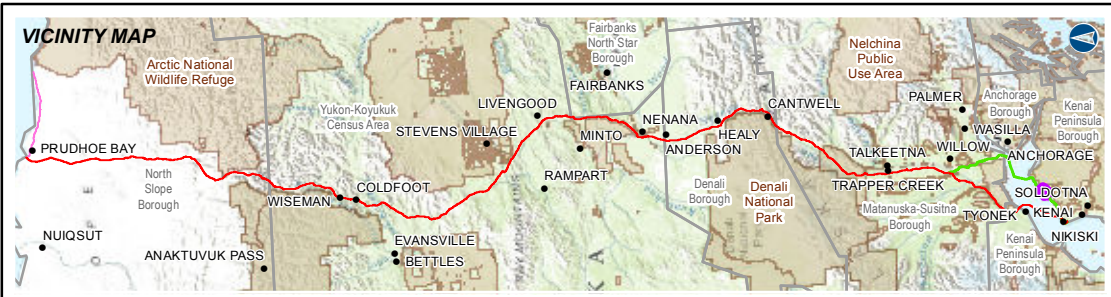 VICINITY MAP
Arctic National
Wildlife Refuge
PRUDHOE BAY
North
Slope
Borough
NUIQSUT
ANAKTUVUK PASS
WISEMAN
COLDFOOT
EVANSVILLE
BETTLES
Yukon-Koyukuk
Census Area
STEVENS VILLAGE
LIVENGOOD
Fairbanks
North Star
Borough
FAIRBANKS
MINTO
RAMPART
NENANA
ANDERSON
HEALY
CANTWELL
Denali
Borough
Denali
National
Park
Nelchina
Public
Use Area
TALKEETNA
TRAPPER CREEK
Matanuska-Susitna
Borough
PALMER
WASILLA
WILLOW
Anchorage
Borough
ANCHORAGE
Kenai
Peninsula
Borough
SOLDOTNA
TYONEK
KENAI
NIKISKI
Kenai
Peninsula
Borough